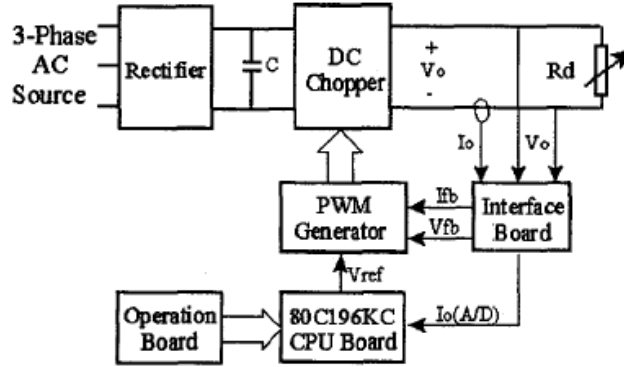 3-Phase
AC
Source
Rectifier
C
DC
Chopper
+
Vo
-
Rd
Io
Vo
PWM
Generator
Ifb
Vfb
Interface
Board
Vref
Operation
Board
80C196KC
CPU Board
Io(A/D)